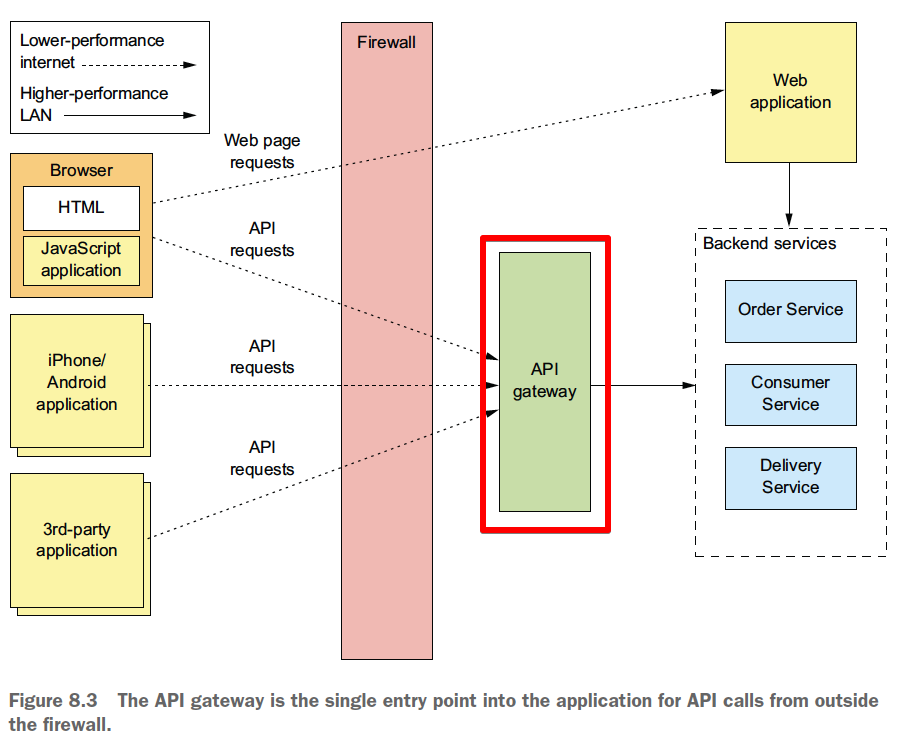 Lower-performance
internet
Higher-performance
LAN
Firewall
Web
application
Web page
requests
Browser
HTML
JavaScript
application
API
requests
Backend services
Order Service
iPhone/
Android
application
API
requests
API
gateway
Consumer
Service
API
requests
Delivery
Service
3rd-party
application
Figure 8.3 The API gateway is the single entry point into the application for API calls from outside
the firewall.